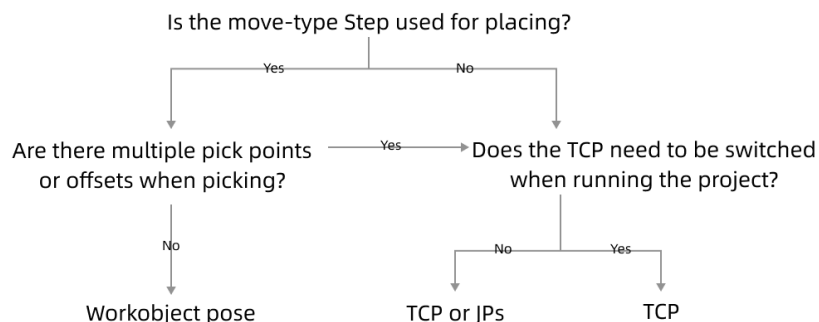 Is the move-type Step used for placing?
Yes
No
Are there multiple pick points
or offsets when picking?
Yes
Does the TCP need to be switched
when running the project?
No
No
Yes
Workobject pose
TCP or JPs
TCP